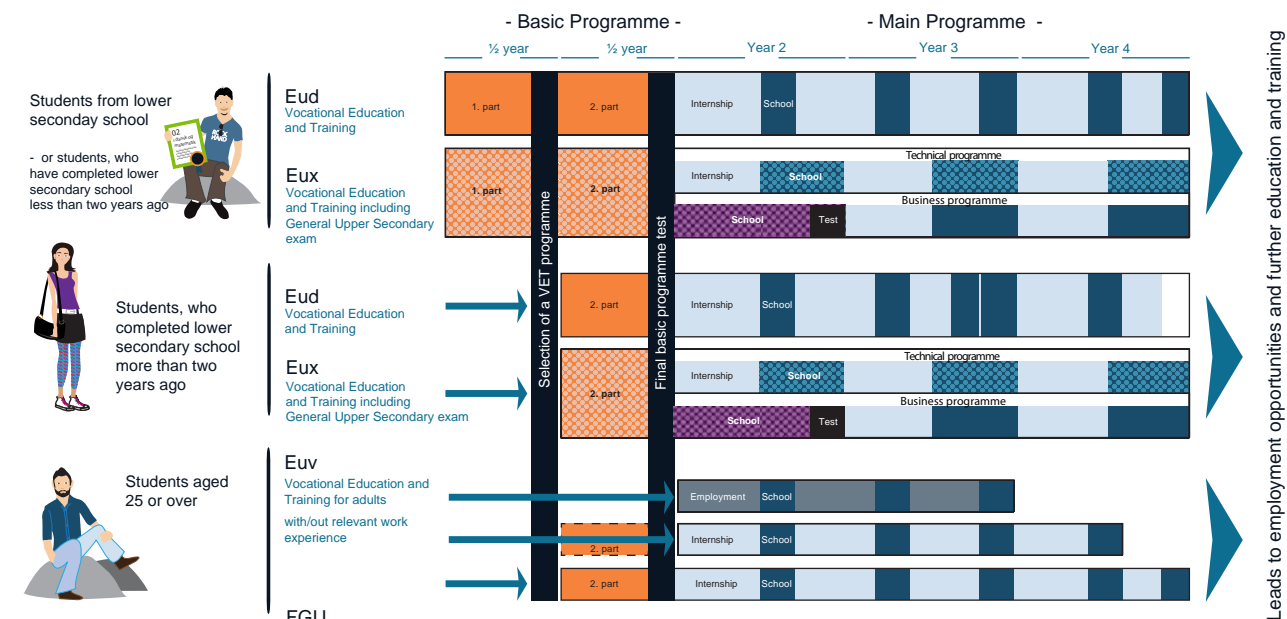 - Basic Programme -
- Main Programme -
½ year
½ year
Year 2
Year 3
Year 4
Students from lower
seconday school
- or students, who
have completed lower
secondary school
less than two years ago
02
ROCK
HARD
Eud
Vocational Education
and Training
1. part
2. part
Internship
School
Eux
Vocational Education
and Training including
General Upper Secondary
exam
1. part
2. part
Technical programme
Internship
School
Business programme
School
Test
Selection of a VET programme
Final basic programme test
Students, who
completed lower
secondary school
more than two
years ago
Eud
Vocational Education
and Training
2. part
Internship
School
Eux
Vocational Education
and Training including
General Upper Secondary exam
2. part
Technical programme
Internship
School
Business programme
School
Test
Students aged
25 or over
Euv
Vocational Education and
Training for adults
with/out relevant work
experience
Employment
School
2. part
Internship
School
2. part
Internship
School
Leads to employment opportunities and further education and training